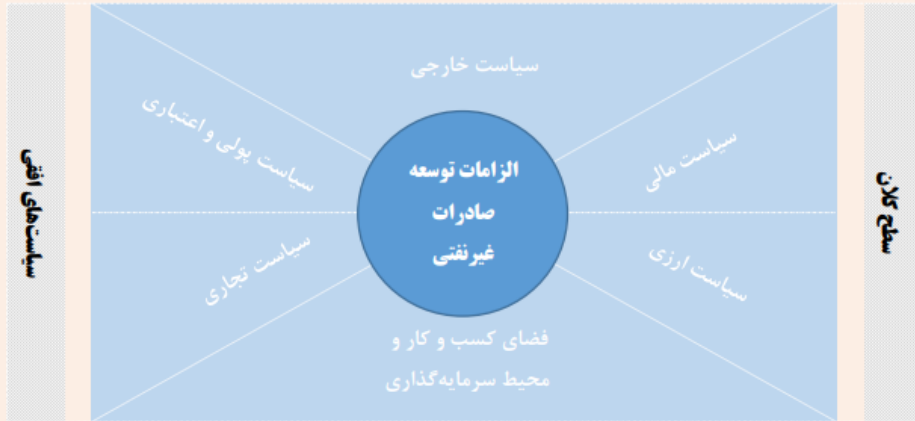 سیاست خارجی
سیاست مالی
سیاست پولی و اعتباری
سطح کلان
الزامات توسعه
صادرات
غیرنفتی
سیاست‌های افقی
سیاست ارزی
سیاست تجاری
فضای کسب و کار و
محیط سرمایه‌گذاری